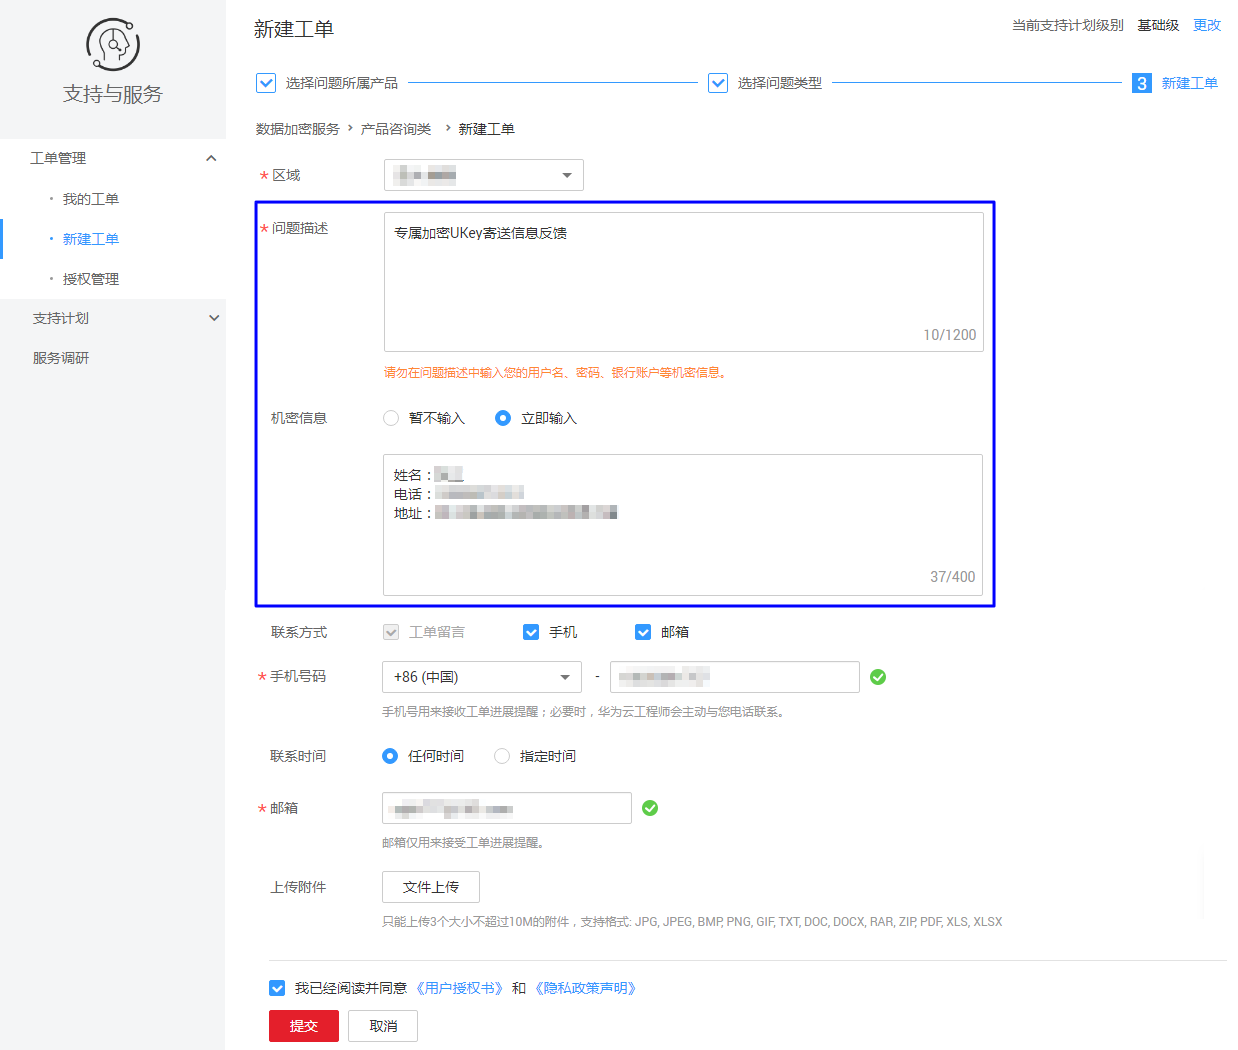 支持与服务
工单管理
我的工单
新建工单
授权管理
支持计划
服务调研
新建工单
当前支持计划级别 基础级 更改
选择问题所属产品
选择问题类型
3 新建工单
数据加密服务 > 产品咨询类 > 新建工单
* 区域
* 问题描述
专属加密UKey寄送信息反馈
10/1200
请勿在问题描述中输入您的用户名、密码、银行账户等机密信息。
机密信息 暂不输入 立即输入
姓名：
电话：
地址：
37/400
联系方式 工单留言 手机 邮箱
* 手机号码 +86 (中国) -
手机号用来接收工单进展提醒；必要时，华为云工程师会主动与您电话联系。
联系时间 任何时间 指定时间
* 邮箱
邮箱仅用来接受工单进展提醒。
上传附件 文件上传
只能上传3个大小不超过10M的附件，支持格式: JPG, JPEG, BMP, PNG, GIF, TXT, DOC, DOCX, RAR, ZIP, PDF, XLS, XLSX
我已经阅读并同意 《用户授权书》 和 《隐私政策声明》
提交 取消